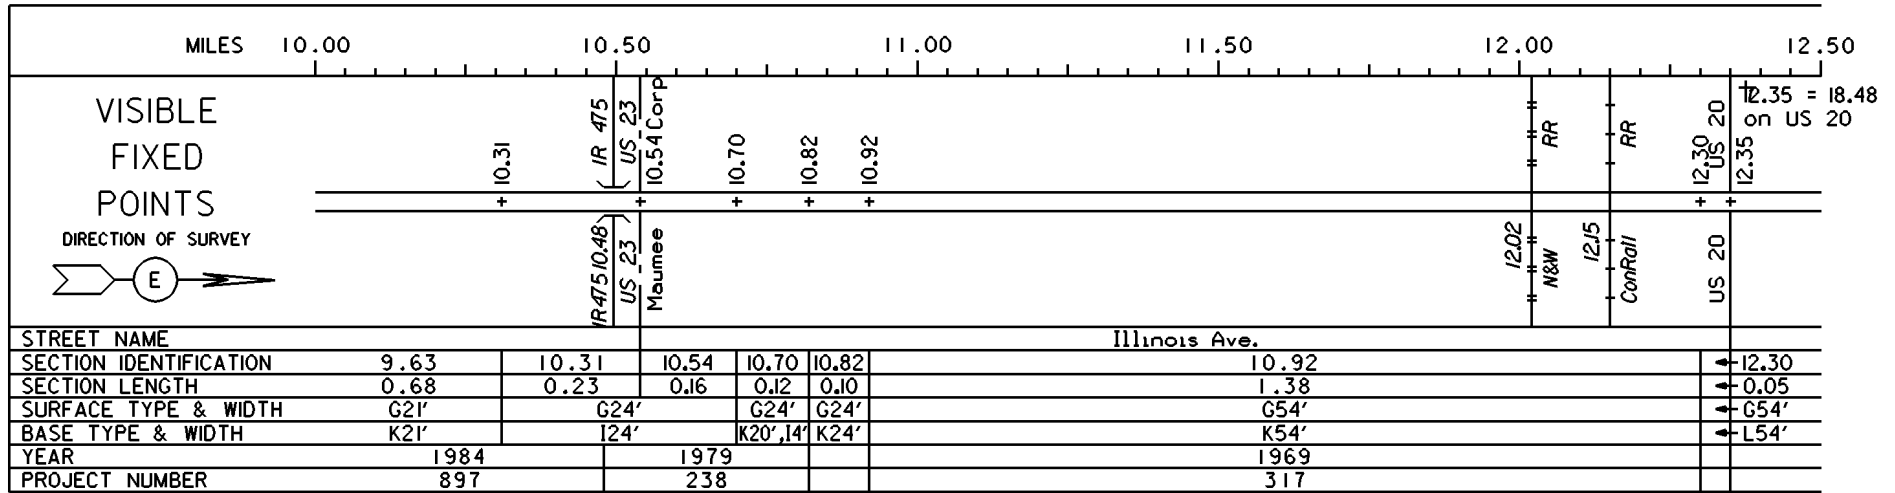 MILES 10.00 10.50 11.00 11.50 12.00 12.50
VISIBLE
FIXED
POINTS
DIRECTION OF SURVEY
E
10.31
IR 475
US 23
10.54 Corp
10.70
10.82
10.92
RR
RR
12.30
US 20
12.35
12.35 = 18.48
on US 20
IR475 10.48
US 23
Maumee
12.02
N&W
12.15
ConRail
US 20
STREET NAME Illinois Ave.
SECTION IDENTIFICATION 9.63 10.31 10.54 10.70 10.82 10.92 12.30
SECTION LENGTH 0.68 0.23 0.16 0.12 0.10 1.38 0.05
SURFACE TYPE & WIDTH G21' G24' G24' G24' G54' G54'
BASE TYPE & WIDTH K21' I24' K20',I4' K24' K54' L54'
YEAR 1984 1979 1969
PROJECT NUMBER 897 238 317